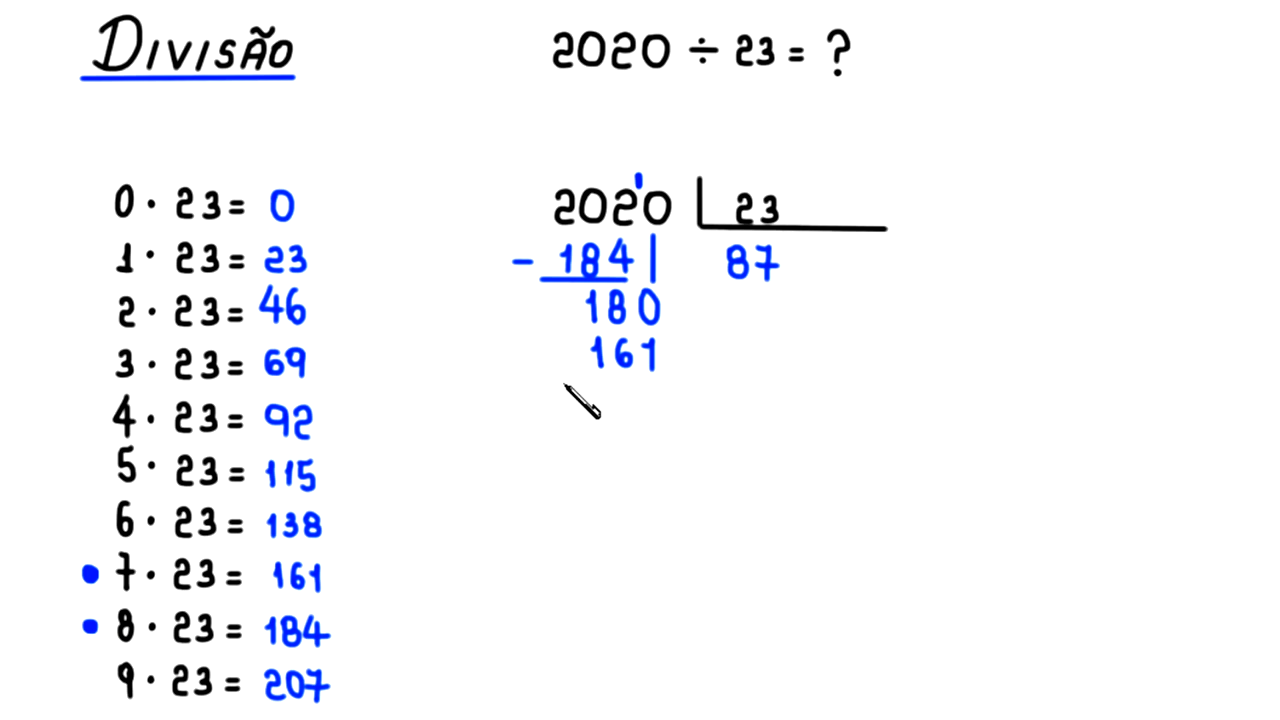 Divisão
2020 ÷ 23 = ?
0 · 23 = 0
1 · 23 = 23
2 · 23 = 46
3 · 23 = 69
4 · 23 = 92
5 · 23 = 115
6 · 23 = 138
• 7 · 23 = 161
• 8 · 23 = 184
9 · 23 = 207
202'0 | 23
- 184 | 87
180
161